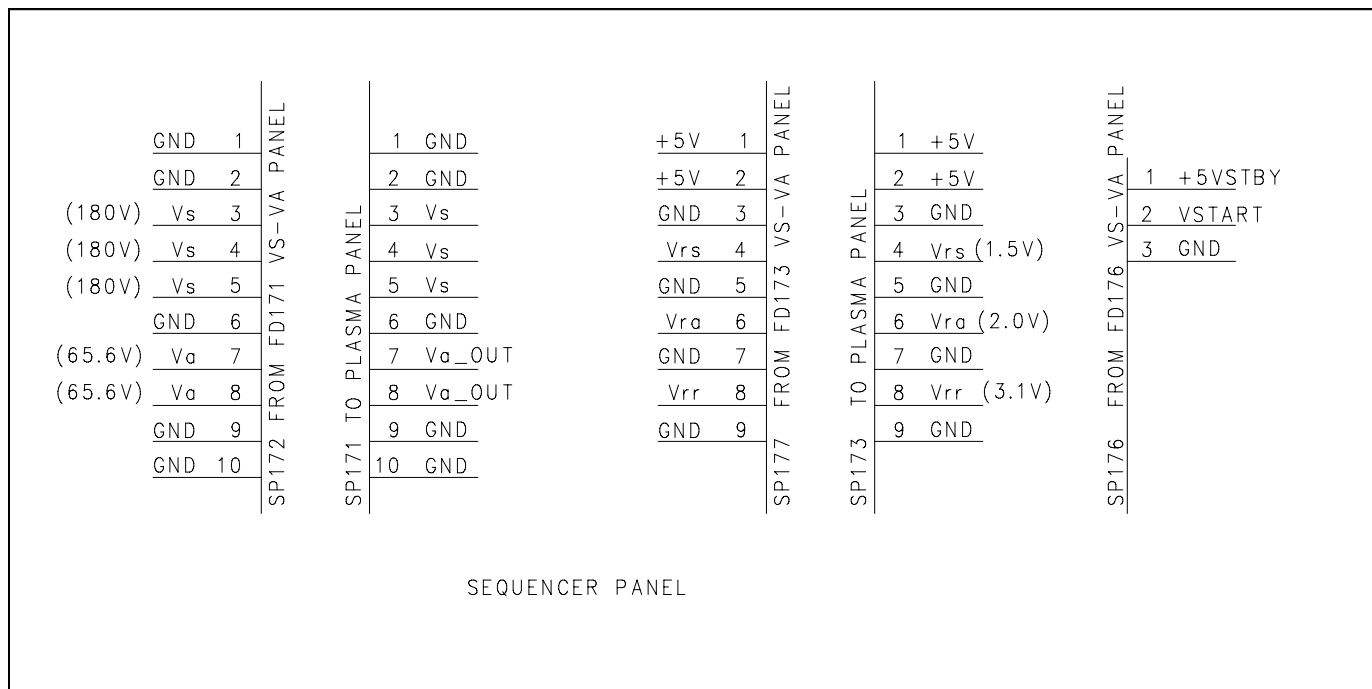 GND 1
GND 2
(180V) Vs 3
(180V) Vs 4
(180V) Vs 5
GND 6
(65.6V) Va 7
(65.6V) Va 8
GND 9
GND 10
SP172 FROM FD171 VS-VA PANEL
SP171 TO PLASMA PANEL
1 GND
2 GND
3 Vs
4 Vs
5 Vs
6 GND
7 Va_OUT
8 Va_OUT
9 GND
10 GND
+5V 1
+5V 2
GND 3
Vrs 4
GND 5
Vra 6
GND 7
Vrr 8
GND 9
SP177 FROM FD173 VS-VA PANEL
SP173 TO PLASMA PANEL
1 +5V
2 +5V
3 GND
4 Vrs (1.5V)
5 GND
6 Vra (2.0V)
7 GND
8 Vrr (3.1V)
9 GND
SP176 FROM FD176 VS-VA PANEL
1 +5VSTBY
2 VSTART
3 GND
SEQUENCER PANEL